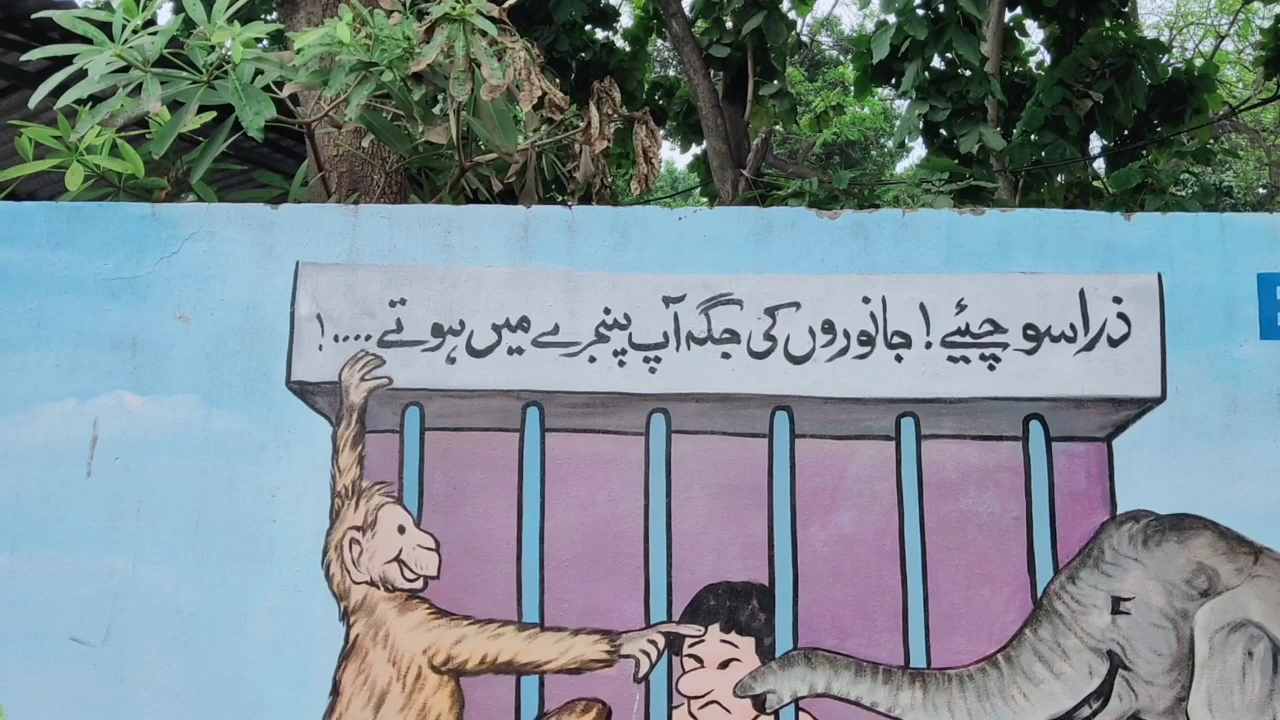 ذرا سوچیئے! جانوروں کی جگہ آپ پنجرے میں ہوتے....!